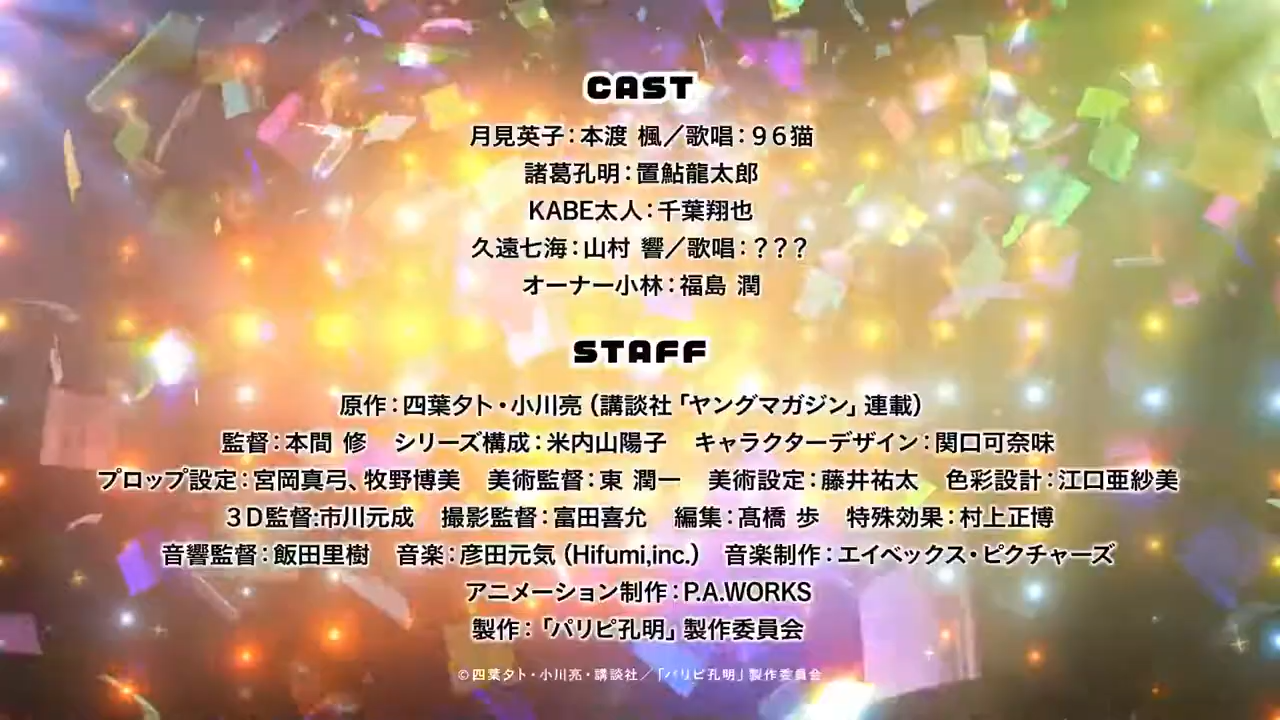 CAST
月見英子：本渡 楓／歌唱：９６猫
諸葛孔明：置鮎龍太郎
KABE太人：千葉翔也
久遠七海：山村 響／歌唱：？？？
オーナー小林：福島 潤
STAFF
原作：四葉夕ト・小川亮（講談社「ヤングマガジン」連載）
監督：本間 修　シリーズ構成：米内山陽子　キャラクターデザイン：関口可奈味
プロップ設定：宮岡真弓、牧野博美　美術監督：東 潤一　美術設定：藤井祐太　色彩設計：江口亜紗美
３D監督:市川元成　撮影監督：富田喜允　編集：髙橋 歩　特殊効果：村上正博
音響監督：飯田里樹　音楽：彦田元気（Hifumi,inc.）　音楽制作：エイベックス・ピクチャーズ
アニメーション制作：P.A.WORKS
製作：「パリピ孔明」製作委員会
©四葉夕ト・小川亮・講談社／「パリピ孔明」製作委員会